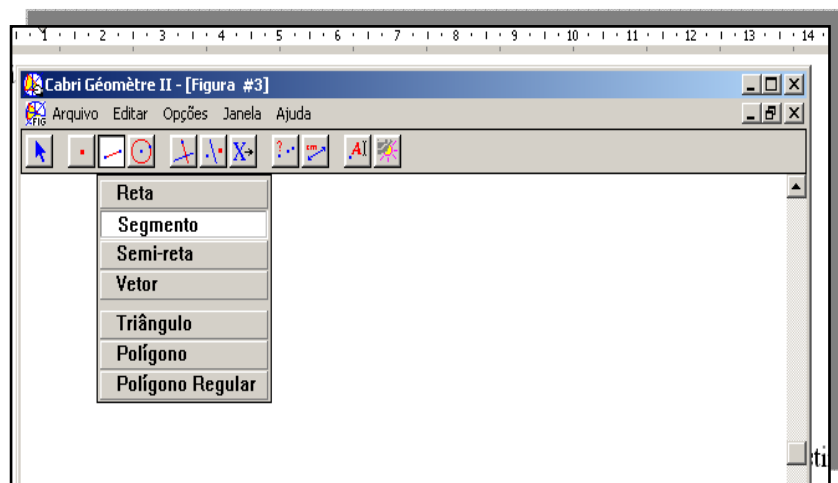 1 2 3 4 5 6 7 8 9 10 11 12 13 14
Cabri Géomètre II - [Figura #3]
FIG Arquivo Editar Opções Janela Ajuda
X ? cm A
Reta
Segmento
Semi-reta
Vetor
Triângulo
Polígono
Polígono Regular